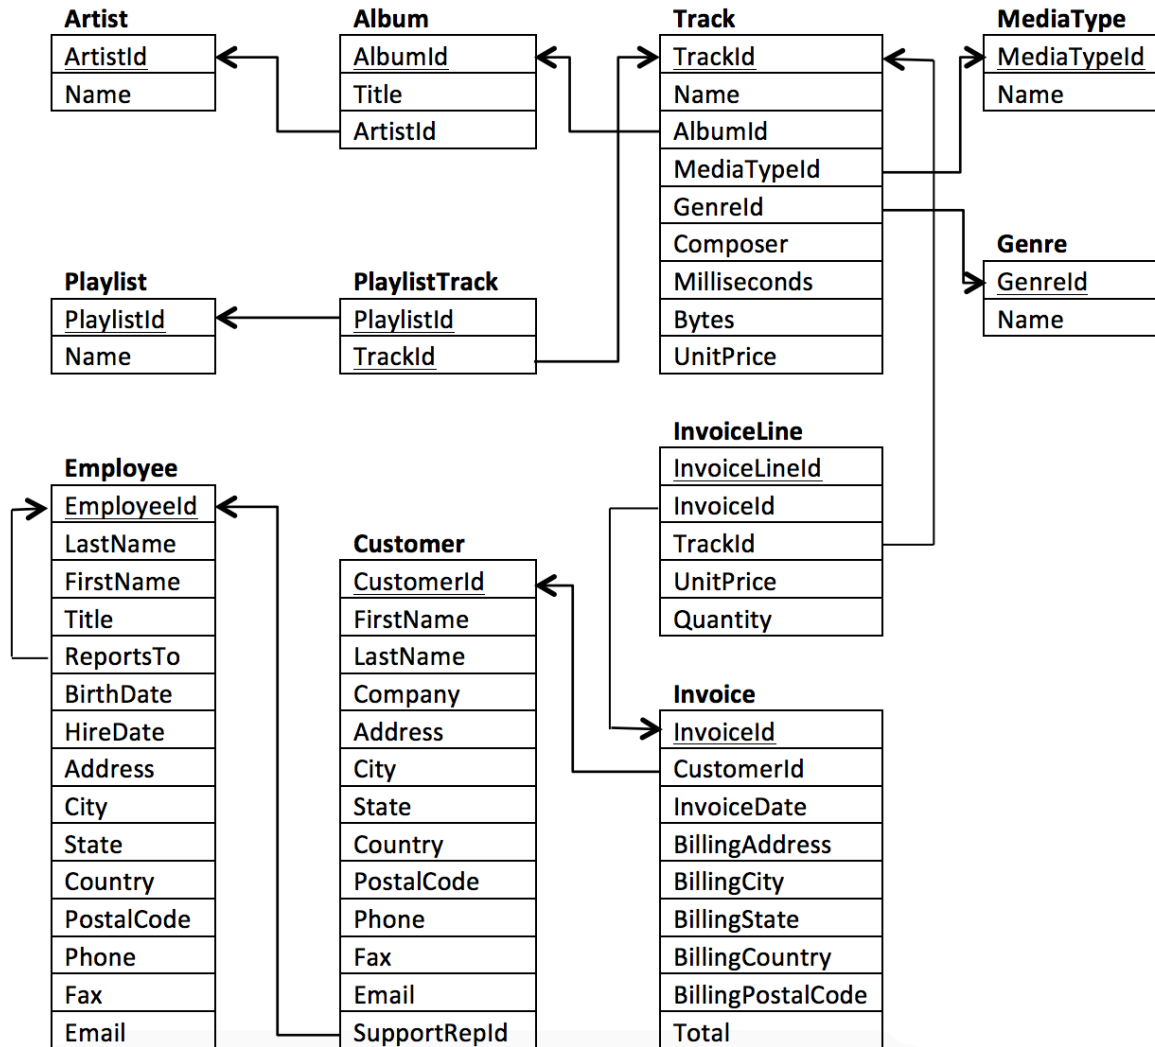 Artist
ArtistId
Name
Album
AlbumId
Title
ArtistId
Track
TrackId
Name
AlbumId
MediaTypeId
GenreId
Composer
Milliseconds
Bytes
UnitPrice
MediaType
MediaTypeId
Name
Genre
GenreId
Name
Playlist
PlaylistId
Name
PlaylistTrack
PlaylistId
TrackId
Employee
EmployeeId
LastName
FirstName
Title
ReportsTo
BirthDate
HireDate
Address
City
State
Country
PostalCode
Phone
Fax
Email
Customer
CustomerId
FirstName
LastName
Company
Address
City
State
Country
PostalCode
Phone
Fax
Email
SupportRepId
InvoiceLine
InvoiceLineId
InvoiceId
TrackId
UnitPrice
Quantity
Invoice
InvoiceId
CustomerId
InvoiceDate
BillingAddress
BillingCity
BillingState
BillingCountry
BillingPostalCode
Total